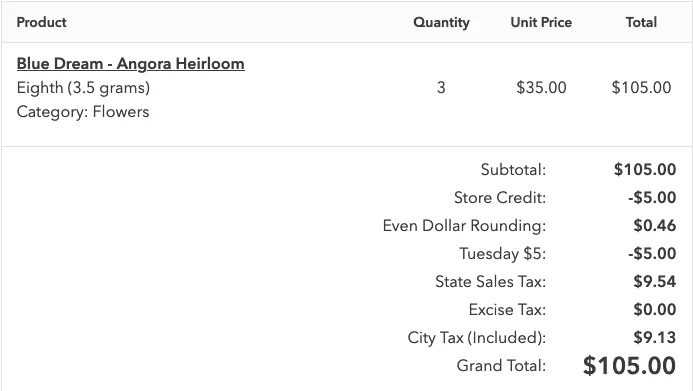 Product Quantity Unit Price Total
Blue Dream - Angora Heirloom
Eighth (3.5 grams) 3 $35.00 $105.00
Category: Flowers
Subtotal: $105.00
Store Credit: -$5.00
Even Dollar Rounding: $0.46
Tuesday $5: -$5.00
State Sales Tax: $9.54
Excise Tax: $0.00
City Tax (Included): $9.13
Grand Total: $105.00